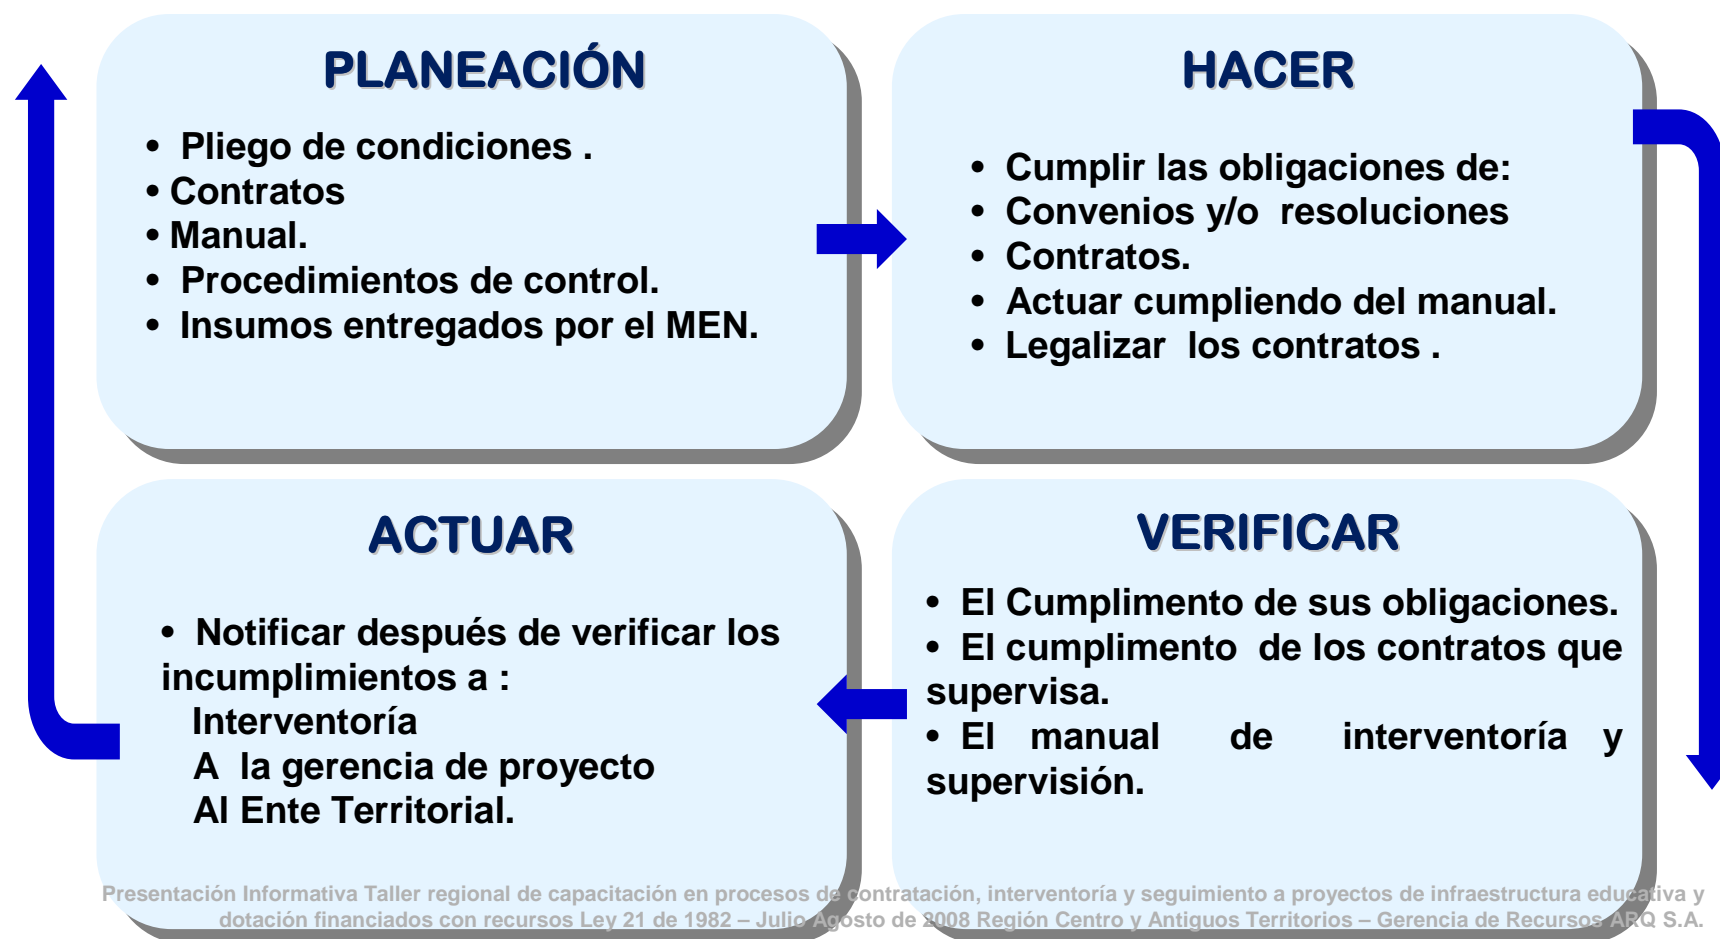 PLANEACIÓN
• Pliego de condiciones .
• Contratos
• Manual.
• Procedimientos de control.
• Insumos entregados por el MEN.
HACER
• Cumplir las obligaciones de:
• Convenios y/o resoluciones
• Contratos.
• Actuar cumpliendo del manual.
• Legalizar los contratos .
ACTUAR
• Notificar después de verificar los
incumplimientos a :
Interventoría
A la gerencia de proyecto
Al Ente Territorial.
VERIFICAR
• El Cumplimento de sus obligaciones.
• El cumplimento de los contratos que
supervisa.
• El manual de interventoría y
supervisión.
Presentación Informativa Taller regional de capacitación en procesos de contratación, interventoría y seguimiento a proyectos de infraestructura educativa y
dotación financiados con recursos Ley 21 de 1982 – Julio Agosto de 2008 Región Centro y Antiguos Territorios – Gerencia de Recursos ARQ S.A.